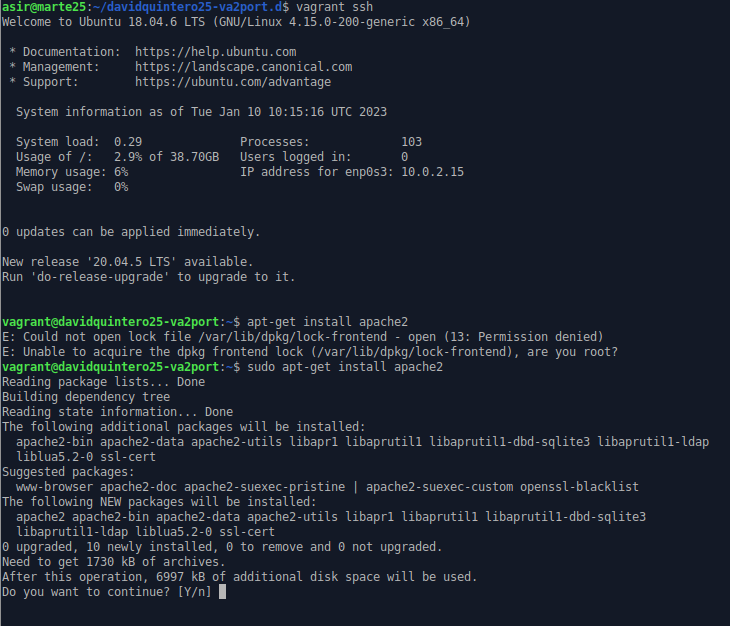 asir@marte25:~/davidquintero25-va2port.d$ vagrant ssh
Welcome to Ubuntu 18.04.6 LTS (GNU/Linux 4.15.0-200-generic x86_64)

 * Documentation:  https://help.ubuntu.com
 * Management:     https://landscape.canonical.com
 * Support:        https://ubuntu.com/advantage

  System information as of Tue Jan 10 10:15:16 UTC 2023

  System load:  0.29              Processes:             103
  Usage of /:   2.9% of 38.70GB   Users logged in:       0
  Memory usage: 6%                IP address for enp0s3: 10.0.2.15
  Swap usage:   0%


0 updates can be applied immediately.

New release '20.04.5 LTS' available.
Run 'do-release-upgrade' to upgrade to it.


vagrant@davidquintero25-va2port:~$ apt-get install apache2
E: Could not open lock file /var/lib/dpkg/lock-frontend - open (13: Permission denied)
E: Unable to acquire the dpkg frontend lock (/var/lib/dpkg/lock-frontend), are you root?
vagrant@davidquintero25-va2port:~$ sudo apt-get install apache2
Reading package lists... Done
Building dependency tree
Reading state information... Done
The following additional packages will be installed:
  apache2-bin apache2-data apache2-utils libapr1 libaprutil1 libaprutil1-dbd-sqlite3 libaprutil1-ldap
  liblua5.2-0 ssl-cert
Suggested packages:
  www-browser apache2-doc apache2-suexec-pristine | apache2-suexec-custom openssl-blacklist
The following NEW packages will be installed:
  apache2 apache2-bin apache2-data apache2-utils libapr1 libaprutil1 libaprutil1-dbd-sqlite3
  libaprutil1-ldap liblua5.2-0 ssl-cert
0 upgraded, 10 newly installed, 0 to remove and 0 not upgraded.
Need to get 1730 kB of archives.
After this operation, 6997 kB of additional disk space will be used.
Do you want to continue? [Y/n]